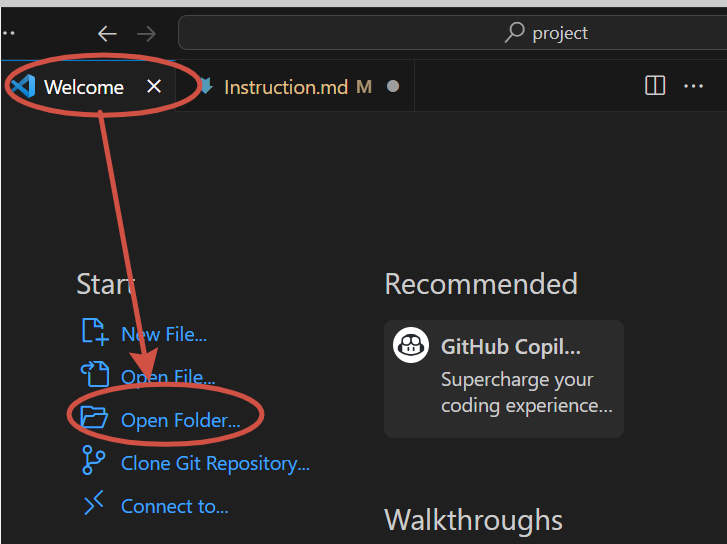 project
Welcome
Instruction.md M
Start
New File...
Open File...
Open Folder...
Clone Git Repository...
Connect to...
Recommended
GitHub Copil...
Supercharge your
coding experience...
Walkthroughs